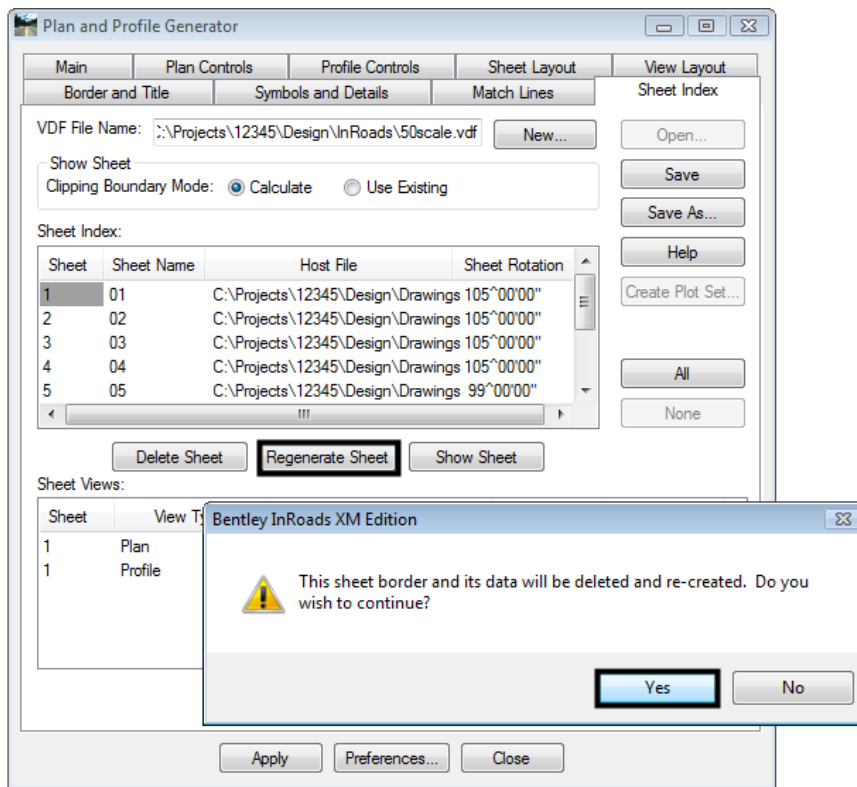 Plan and Profile Generator
Main Plan Controls Profile Controls Sheet Layout View Layout
Border and Title Symbols and Details Match Lines Sheet Index
VDF File Name: :\Projects\12345\Design\InRoads\50scale.vdf New... Open...
Show Sheet
Clipping Boundary Mode: Calculate Use Existing
Save
Save As...
Sheet Index:
Help
Sheet Sheet Name Host File Sheet Rotation
Create Plot Set...
1 01 C:\Projects\12345\Design\Drawings 105^00'00"
2 02 C:\Projects\12345\Design\Drawings 105^00'00"
3 03 C:\Projects\12345\Design\Drawings 105^00'00"
4 04 C:\Projects\12345\Design\Drawings 105^00'00"
5 05 C:\Projects\12345\Design\Drawings 99^00'00"
All
None
Delete Sheet Regenerate Sheet Show Sheet
Sheet Views:
Sheet View Ty
1 Plan
1 Profile
Bentley InRoads XM Edition
This sheet border and its data will be deleted and re-created. Do you
wish to continue?
Yes No
Apply Preferences... Close